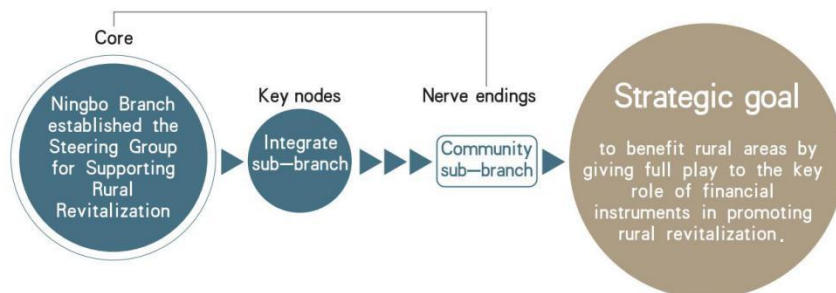 Core
Ningbo Branch
established the
Steering Group
for Supporting
Rural
Revitalization
Key nodes
Integrate
sub—branch
Nerve endings
Community
sub—branch
Strategic goal
to benefit rural areas by
giving full play to the key
role of financial
instruments in promoting
rural revitalization.